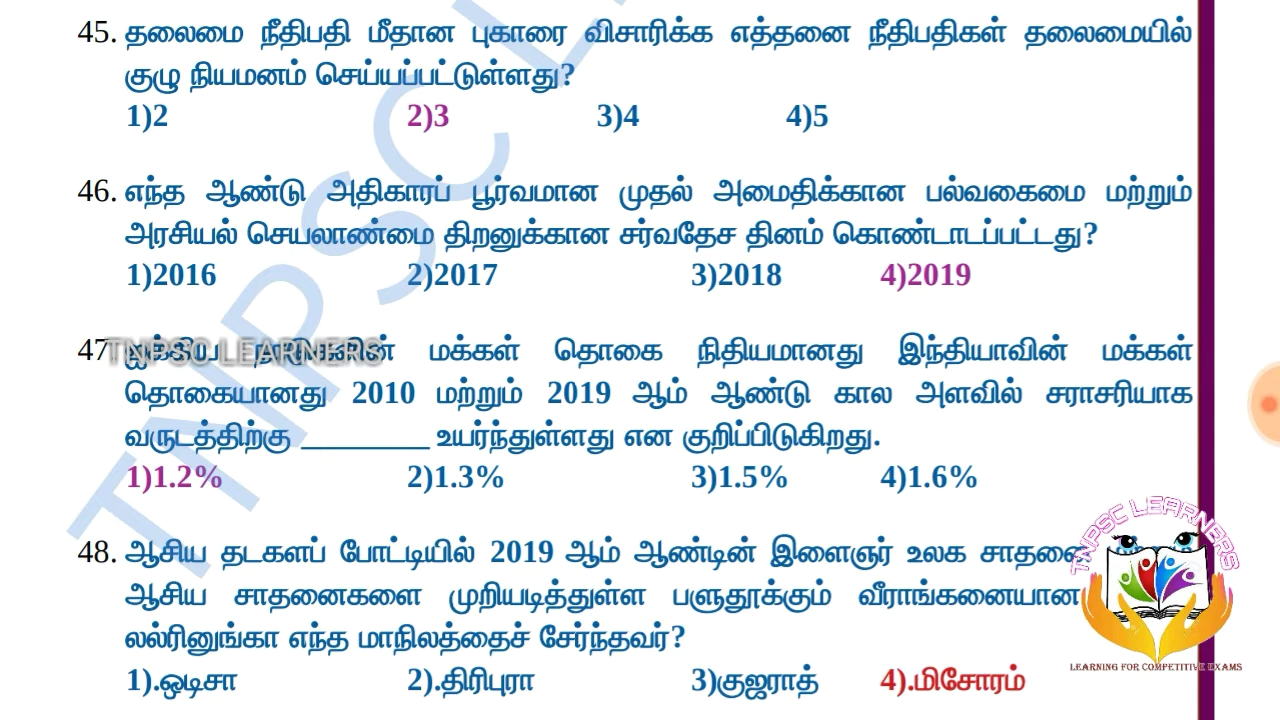 45. தலைமை நீதிபதி மீதான புகாரை விசாரிக்க எத்தனை நீதிபதிகள் தலைமையில்
குழு நியமனம் செய்யப்பட்டுள்ளது?
1)2 2)3 3)4 4)5
46. எந்த ஆண்டு அதிகாரப் பூர்வமான முதல் அமைதிக்கான பல்வகைமை மற்றும்
அரசியல் செயலாண்மை திறனுக்கான சர்வதேச தினம் கொண்டாடப்பட்டது?
1)2016 2)2017 3)2018 4)2019
47 ஐக்கிய நாடுகளின் மக்கள் தொகை நிதியமானது இந்தியாவின் மக்கள்
TNPSC LEARNERS
தொகையானது 2010 மற்றும் 2019 ஆம் ஆண்டு கால அளவில் சராசரியாக
வருடத்திற்கு ________ உயர்ந்துள்ளது என குறிப்பிடுகிறது.
1)1.2% 2)1.3% 3)1.5% 4)1.6%
48. ஆசிய தடகளப் போட்டியில் 2019 ஆம் ஆண்டின் இளைஞர் உலக சாதனை
ஆசிய சாதனைகளை முறியடித்துள்ள பளுதூக்கும் வீராங்கனையான
லல்ரினுங்கா எந்த மாநிலத்தைச் சேர்ந்தவர்?
1).ஒடிசா 2).திரிபுரா 3)குஜராத் 4).மிசோரம்
TNPSC L
TNPSC LEARNERS
LEARNING FOR COMPETITIVE EXAMS